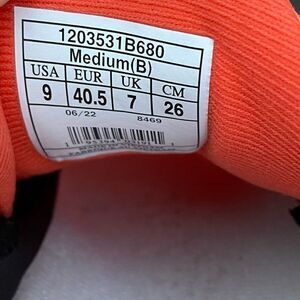 1203531B680
Medium(B)
USA EUR UK CM
9 40.5 7 26
06/22 8469